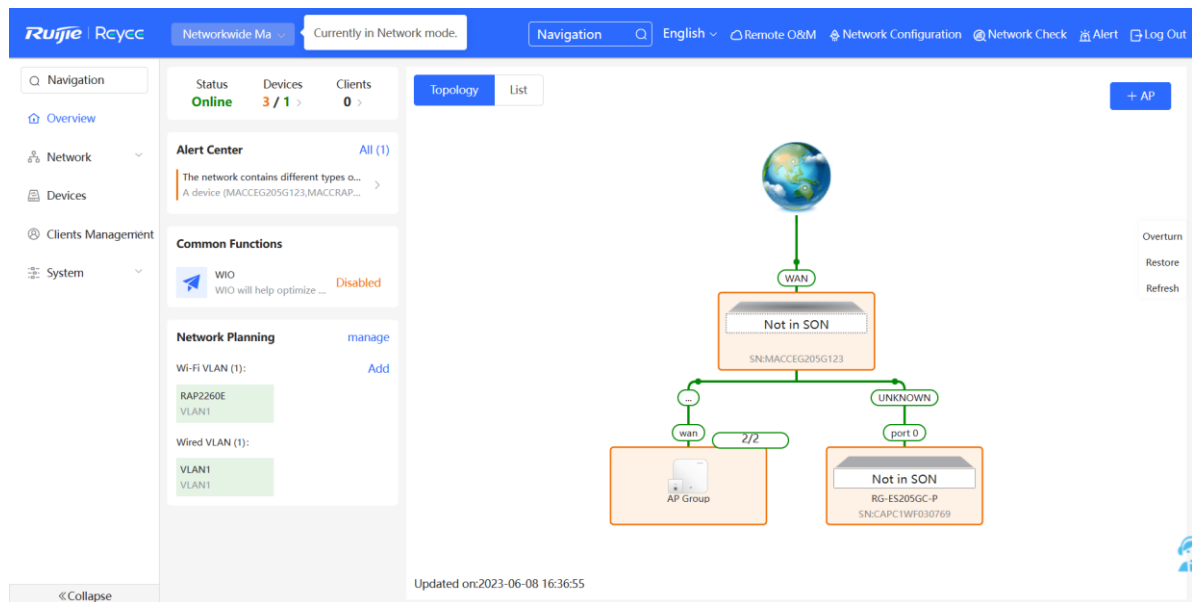 Ruijie | Rcycc
Networkwide Ma
Currently in Network mode.
Navigation
English
Remote O&M
Network Configuration
Network Check
Alert
Log Out
Navigation
Overview
Network
Devices
Clients Management
System
«Collapse
Status Devices Clients
Online 3 / 1 > 0 >
Alert Center All (1)
The network contains different types o...
A device (MACCEG205G123,MACCRAP...
Common Functions
WIO
WIO will help optimize ... Disabled
Network Planning manage
Wi-Fi VLAN (1): Add
RAP2260E
VLAN1
Wired VLAN (1):
VLAN1
VLAN1
Topology List
+ AP
Overturn
Restore
Refresh
WAN
Not in SON
SN:MACCEG205G123
... UNKNOWN
wan 2/2 port 0
AP Group
Not in SON
RG-ES205GC-P
SN:CAPC1WF030769
Updated on:2023-06-08 16:36:55